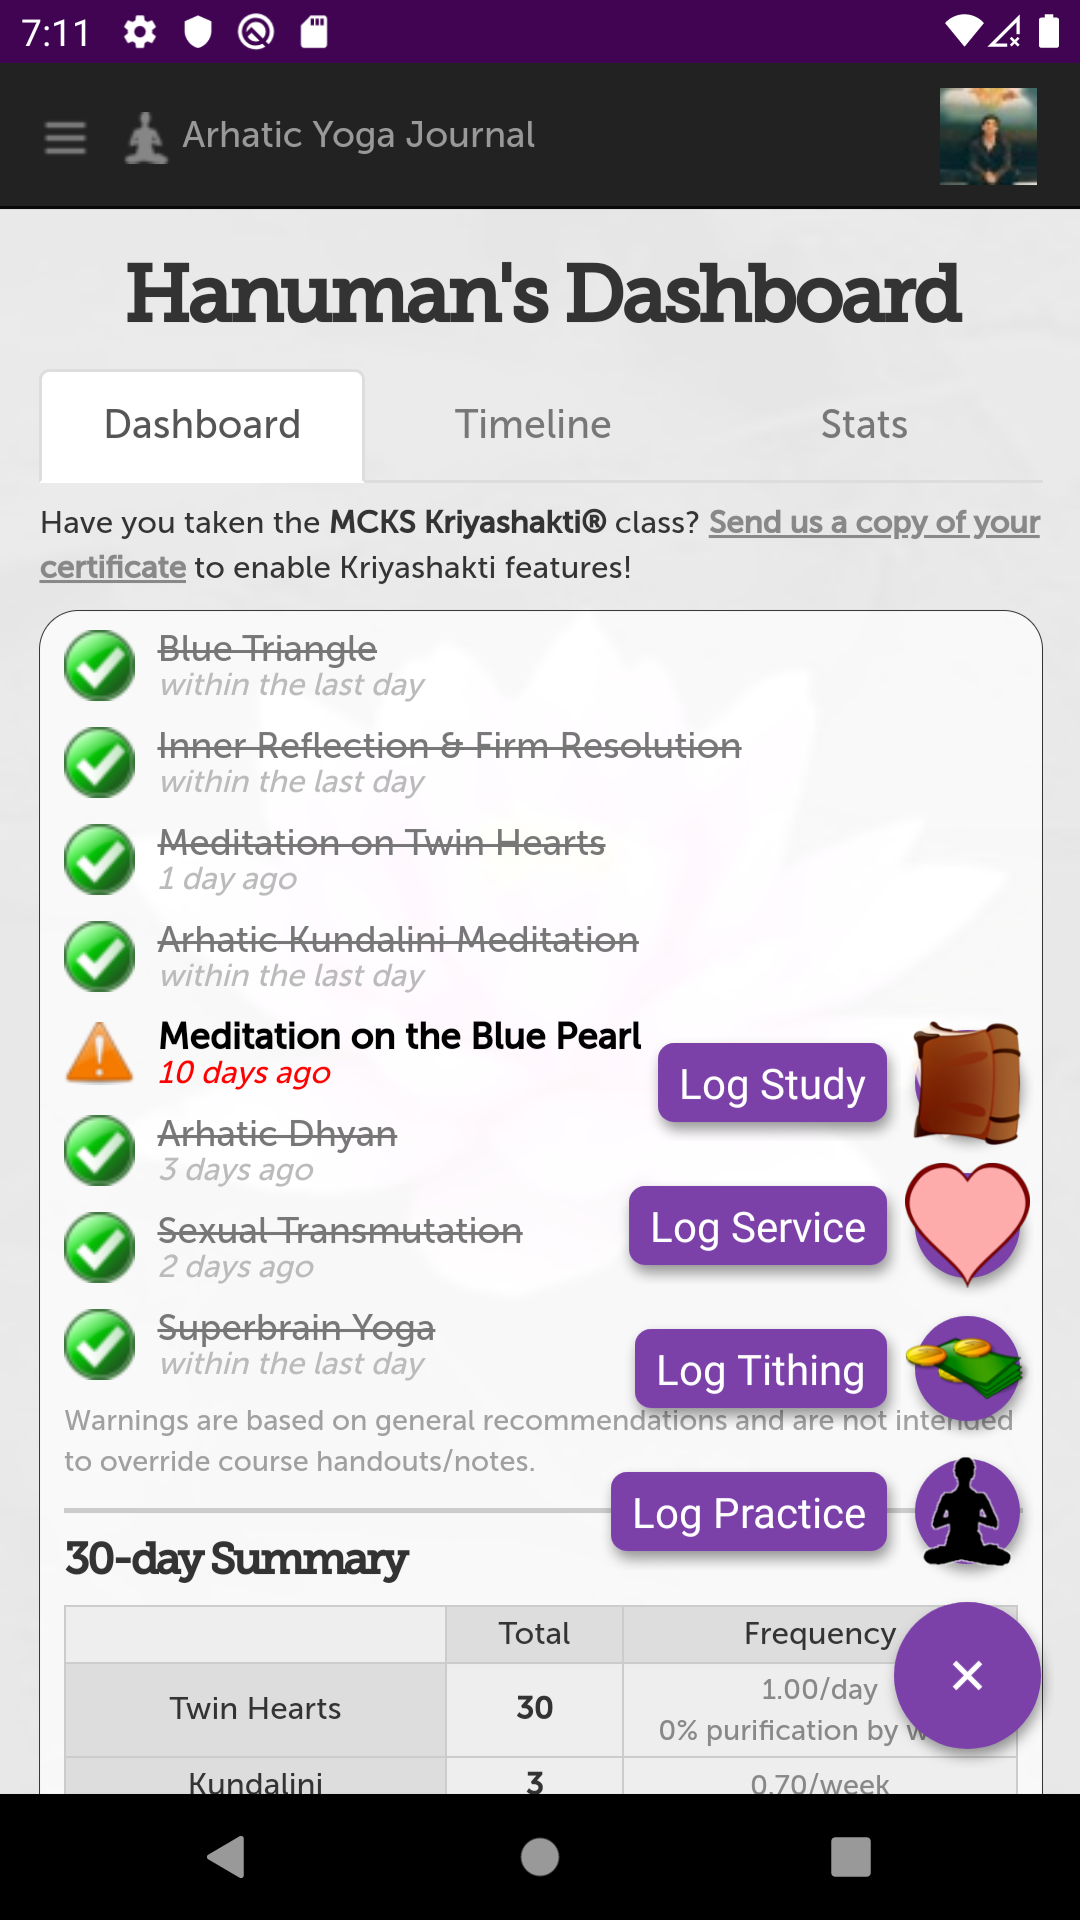 7:11
Arhatic Yoga Journal
Hanuman's Dashboard
Dashboard
Timeline
Stats
Have you taken the MCKS Kriyashakti® class? Send us a copy of your
certificate to enable Kriyashakti features!
Blue Triangle
within the last day
Inner Reflection & Firm Resolution
within the last day
Meditation on Twin Hearts
1 day ago
Arhatic Kundalini Meditation
within the last day
Meditation on the Blue Pearl
10 days ago
Log Study
Arhatic Dhyan
3 days ago
Log Service
Sexual Transmutation
2 days ago
Superbrain Yoga
within the last day
Log Tithing
Warnings are based on general recommendations and are not intended
to override course handouts/notes.
Log Practice
30-day Summary
Total
Frequency
Twin Hearts
30
1.00/day
0% purification by
Kundalini
3
0.70/week